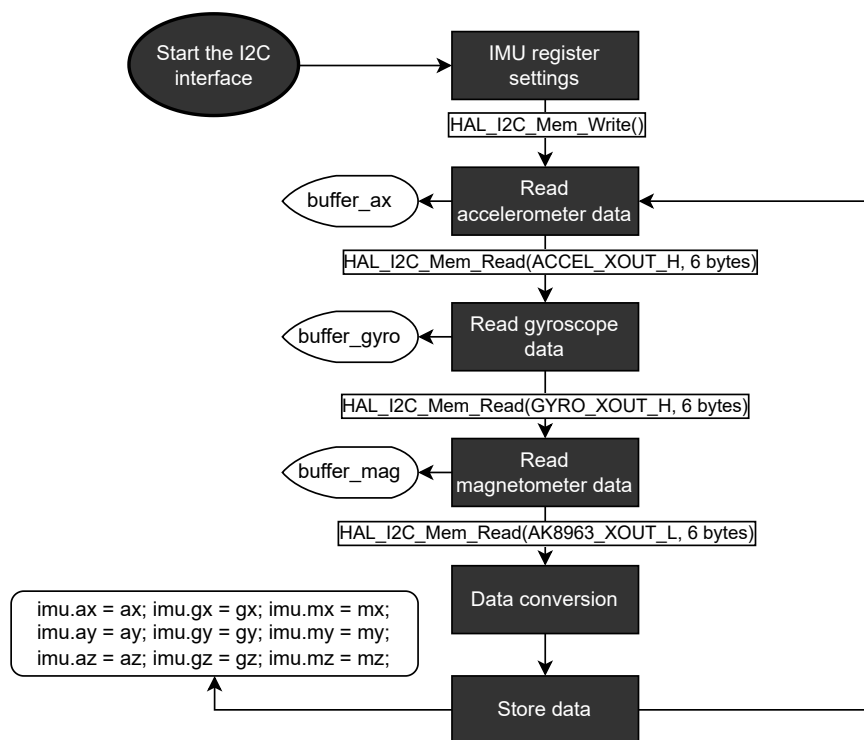 Start the I2C
interface
IMU register
settings
HAL_I2C_Mem_Write()
Read
accelerometer data
buffer_ax
HAL_I2C_Mem_Read(ACCEL_XOUT_H, 6 bytes)
Read gyroscope
data
buffer_gyro
HAL_I2C_Mem_Read(GYRO_XOUT_H, 6 bytes)
Read
magnetometer data
buffer_mag
HAL_I2C_Mem_Read(AK8963_XOUT_L, 6 bytes)
Data conversion
imu.ax = ax; imu.gx = gx; imu.mx = mx;
imu.ay = ay; imu.gy = gy; imu.my = my;
imu.az = az; imu.gz = gz; imu.mz = mz;
Store data